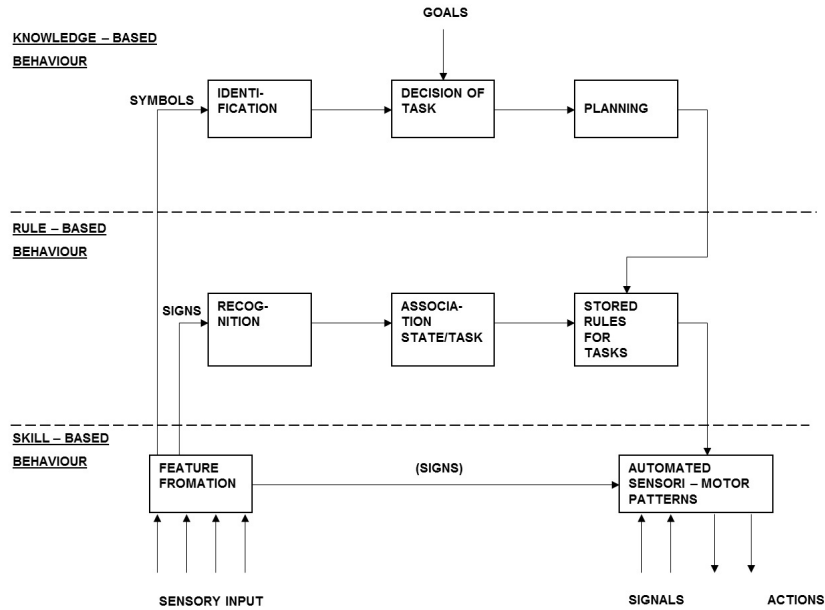 GOALS
KNOWLEDGE – BASED
BEHAVIOUR
SYMBOLS
IDENTI-
FICATION
DECISION OF
TASK
PLANNING
RULE – BASED
BEHAVIOUR
SIGNS
RECOG-
NITION
ASSOCIA-
TION
STATE/TASK
STORED
RULES
FOR
TASKS
SKILL – BASED
BEHAVIOUR
FEATURE
FROMATION
(SIGNS)
AUTOMATED
SENSORI – MOTOR
PATTERNS
SENSORY INPUT
SIGNALS
ACTIONS